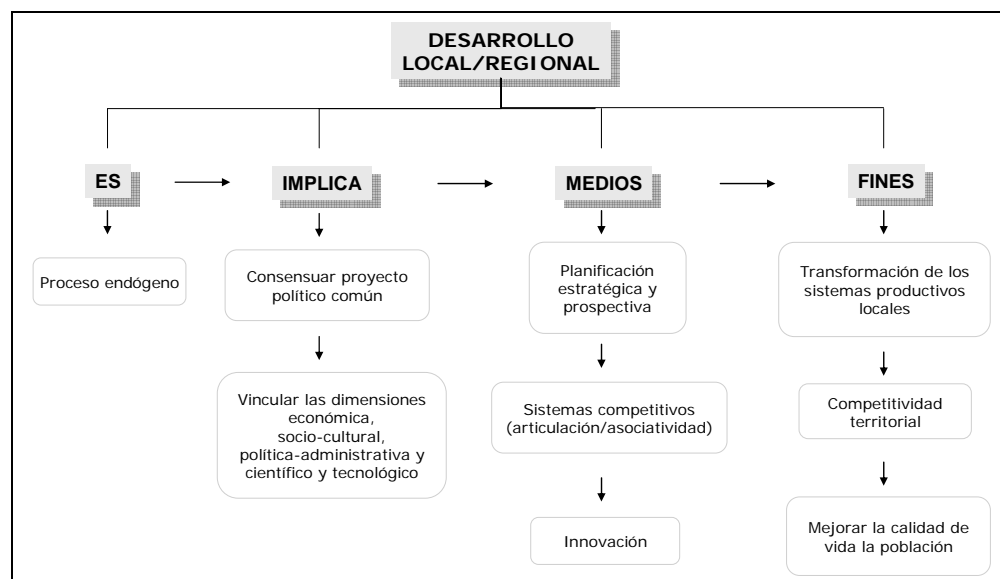 DESARROLLO
LOCAL/REGIONAL
ES
IMPLICA
MEDIOS
FINES
Proceso endógeno
Consensuar proyecto
político común
Planificación
estratégica y
prospectiva
Transformación de los
sistemas productivos
locales
Vincular las dimensiones
económica,
socio-cultural,
política-administrativa y
científico y tecnológico
Sistemas competitivos
(articulación/asociatividad)
Competitividad
territorial
Innovación
Mejorar la calidad de
vida la población